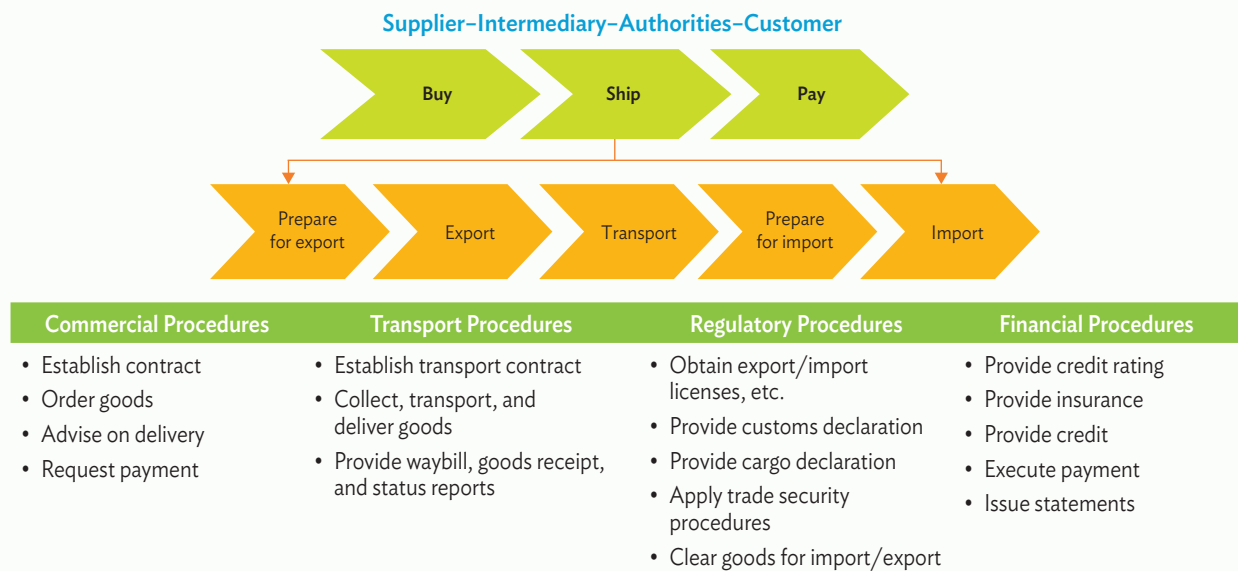 Supplier–Intermediary–Authorities–Customer
Buy
Ship
Pay
Prepare
for export
Export
Transport
Prepare
for import
Import
Commercial Procedures
• Establish contract
• Order goods
• Advise on delivery
• Request payment
Transport Procedures
• Establish transport contract
• Collect, transport, and
deliver goods
• Provide waybill, goods receipt,
and status reports
Regulatory Procedures
• Obtain export/import
licenses, etc.
• Provide customs declaration
• Provide cargo declaration
• Apply trade security
procedures
• Clear goods for import/export
Financial Procedures
• Provide credit rating
• Provide insurance
• Provide credit
• Execute payment
• Issue statements